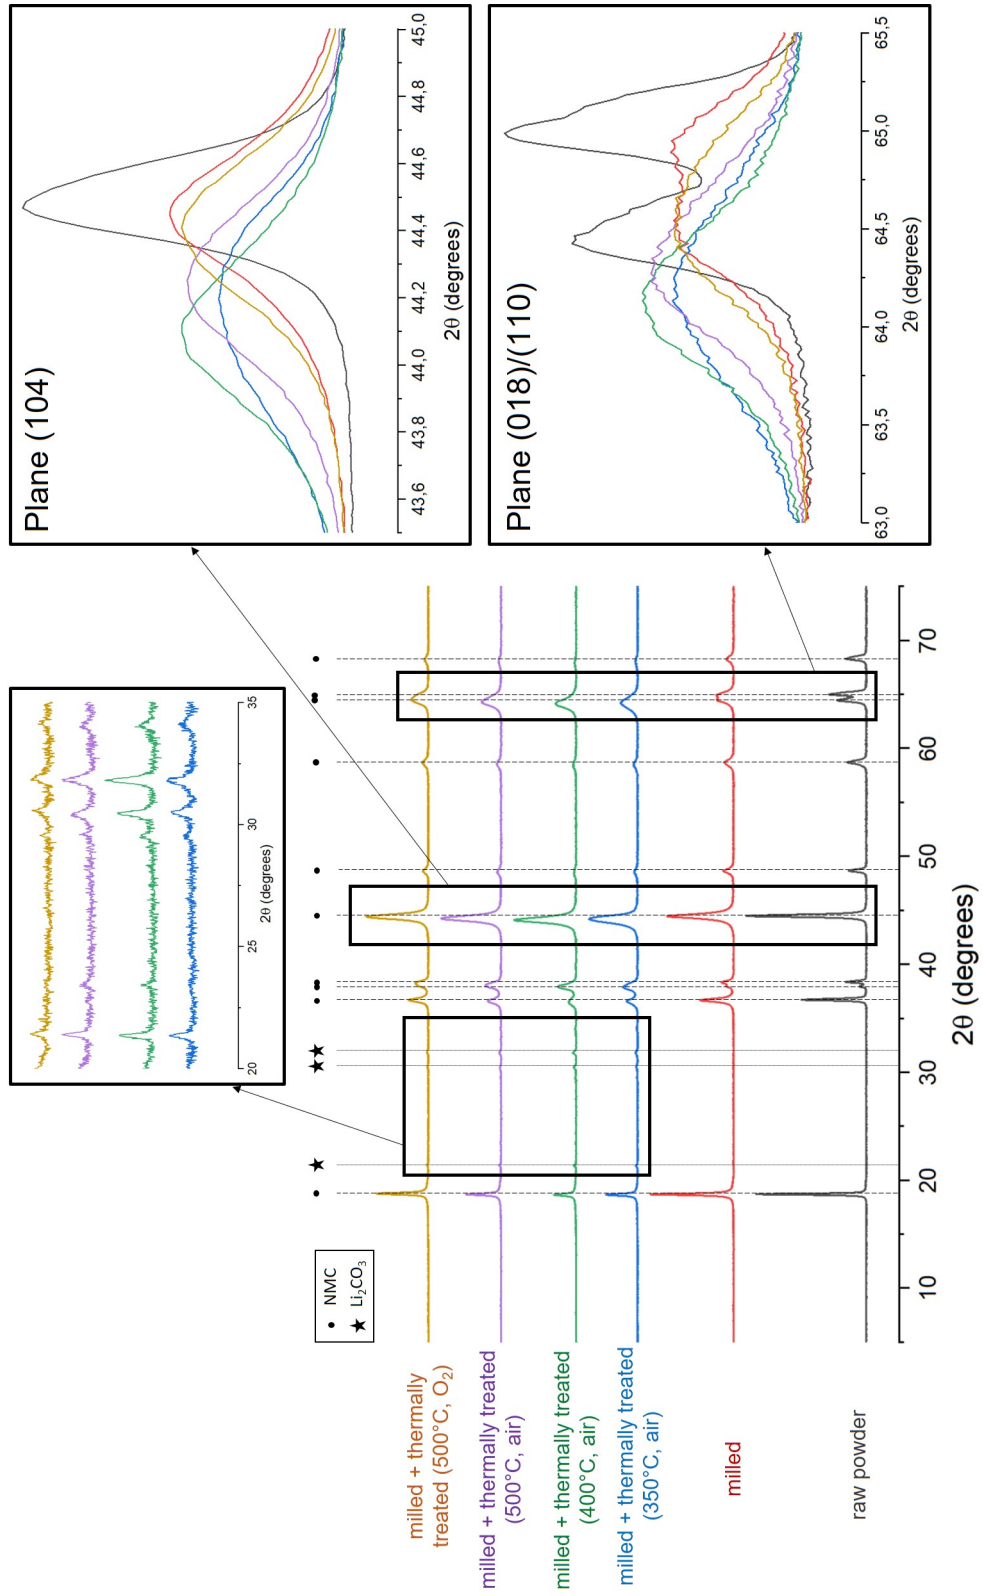 Plane (104)
43,6 43,8 44,0 44,2 44,4 44,6 44,8 45,0
2θ (degrees)
Plane (018)/(110)
63,0 63,5 64,0 64,5 65,0 65,5
2θ (degrees)
20 25 30 35
2θ (degrees)
NMC
Li₂CO₃
milled + thermally
treated (500°C, O₂)
milled + thermally treated
(500°C, air)
milled + thermally treated
(400°C, air)
milled + thermally treated
(350°C, air)
milled
raw powder
10 20 30 40 50 60 70
2θ (degrees)